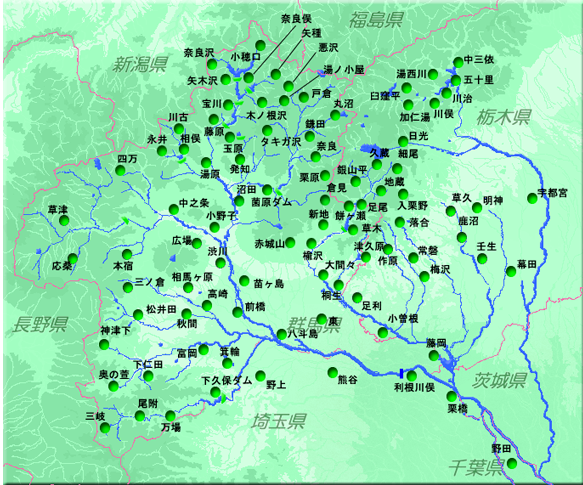 奈良俣
福島県
矢種
悪沢
奈良沢
小穂口
新潟県
湯ノ小屋
中三依
矢木沢
湯西川
五十里
戸倉
臼窪平
川治
宝川
木ノ根沢
丸沼
川俣
加仁湯
栃木県
川古
藤原
鎌田
永井
相俣
タキガ沢
日光
玉原
久蔵
細尾
四万
奈良
湯原
発知
栗原
銀山平
地蔵
沼田
倉見
宇都宮
中之条
薗原ダム
足尾
入粟野
草久
明神
草津
新地
餅ヶ瀬
小野子
草木
落合
鹿沼
広場
赤城山
楡沢
津久原
渋川
常磐
壬生
応桑
本宿
大間々
作原
幕田
三ノ倉
相馬ヶ原
苗ヶ島
梅沢
桐生
高崎
足利
松井田
前橋
長野県
秋間
群馬県
東
小曽根
神津下
八斗島
藤岡
富岡
箕輪
下仁田
茨城県
奥の萱
下久保ダム
野上
熊谷
利根川俣
尾附
栗橋
三岐
万場
埼玉県
野田
千葉県